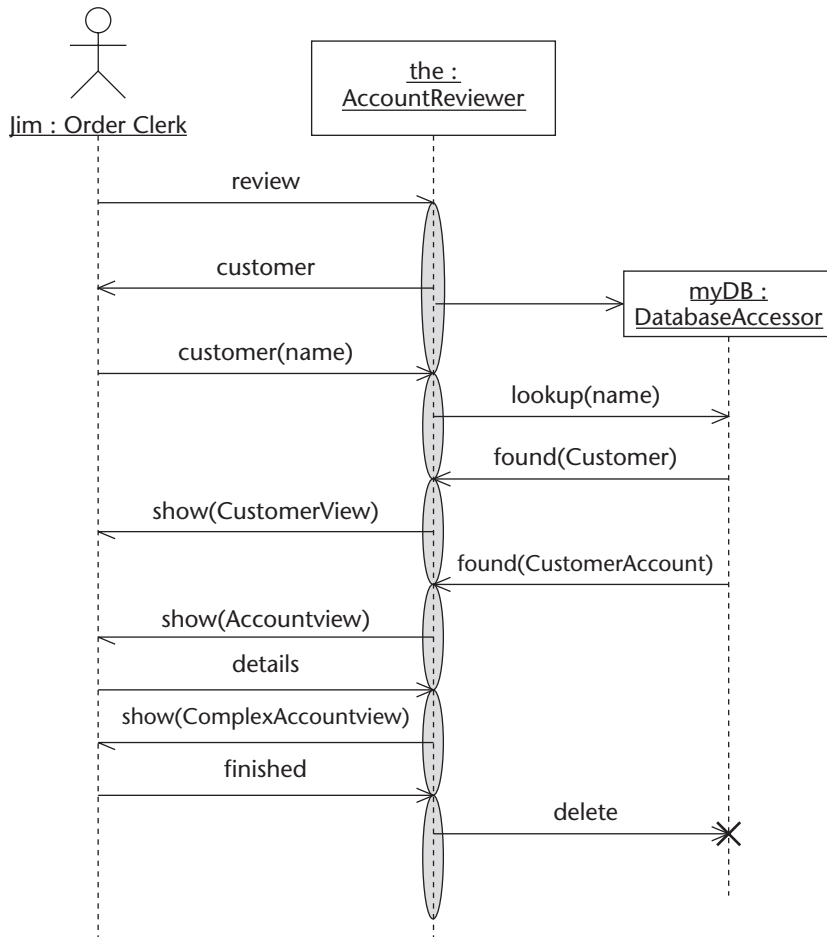 the :
AccountReviewer
Jim : Order Clerk
review
customer
myDB :
DatabaseAccessor
customer(name)
lookup(name)
found(Customer)
show(CustomerView)
found(CustomerAccount)
show(Accountview)
details
show(ComplexAccountview)
finished
delete